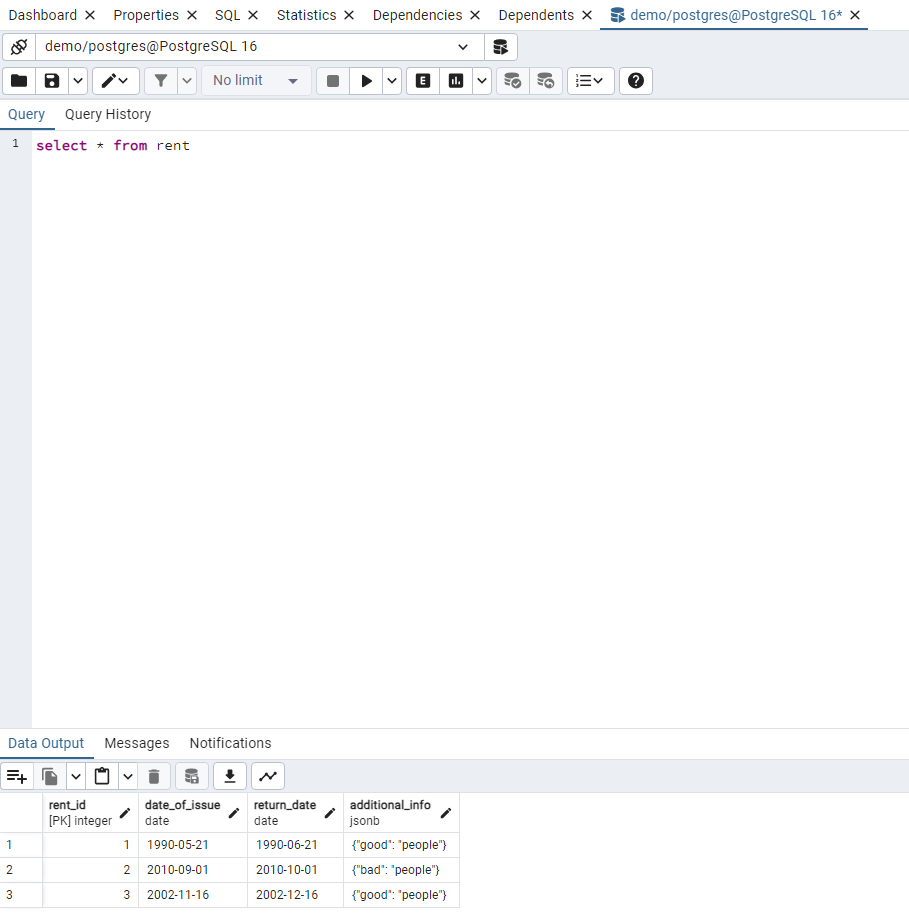 Dashboard Properties SQL Statistics Dependencies Dependents demo/postgres@PostgreSQL 16*
demo/postgres@PostgreSQL 16
No limit E
Query Query History
1 select * from rent
Data Output Messages Notifications
rent_id date_of_issue return_date additional_info
[PK] integer date date jsonb
1 1 1990-05-21 1990-06-21 {"good": "people"}
2 2 2010-09-01 2010-10-01 {"bad": "people"}
3 3 2002-11-16 2002-12-16 {"good": "people"}